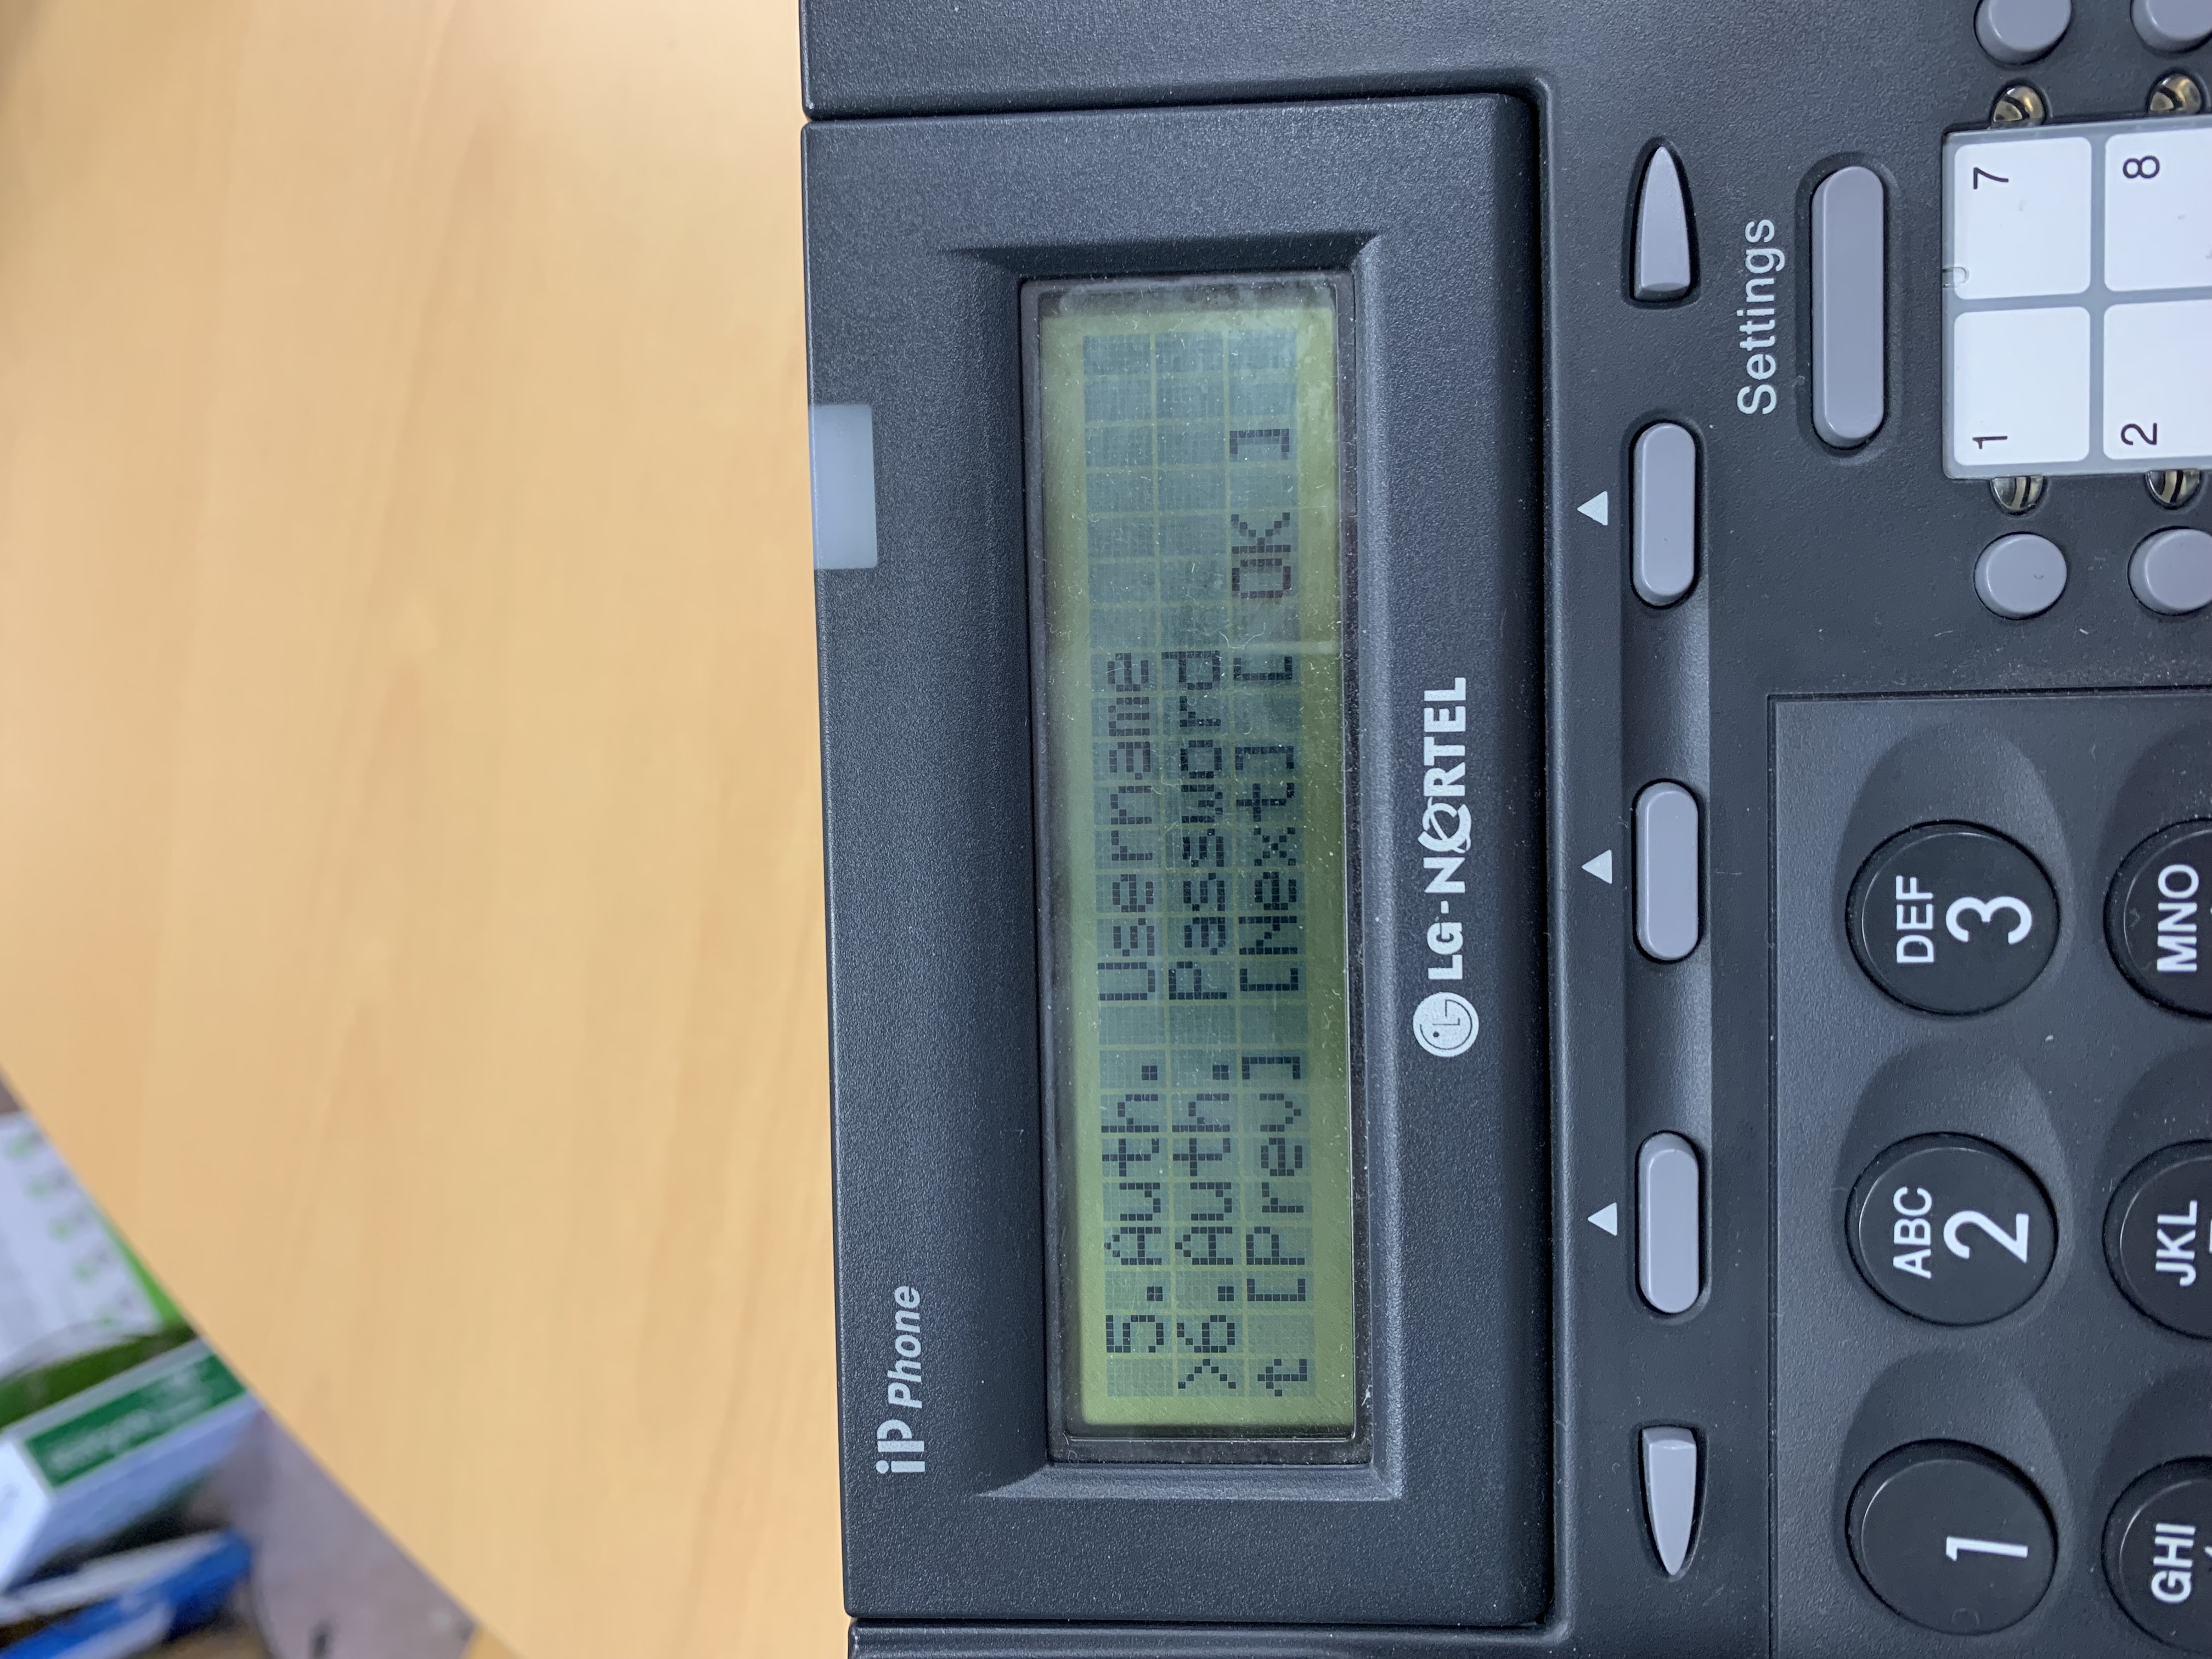 iP Phone
5.Auth. Username
>6.Auth. Password
[Prev] [Next] [ OK ]
LG LG-NORTEL
Settings
1
ABC
2
DEF
3
1
7
2
8
GHI
JKL
MNO